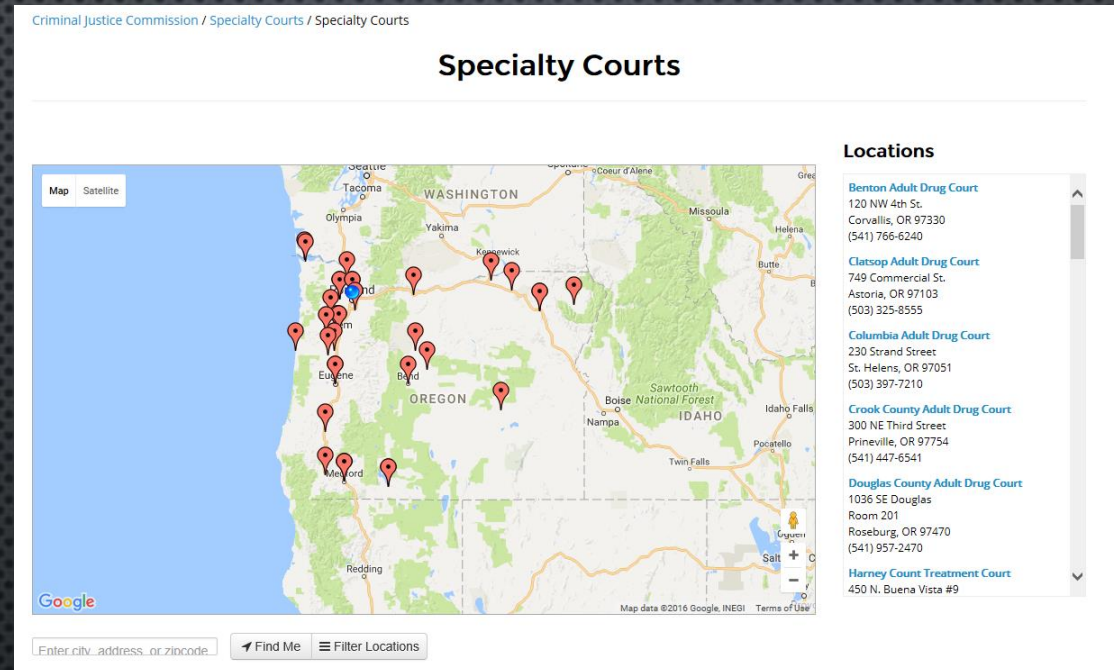 Criminal Justice Commission / Specialty Courts / Specialty Courts
Specialty Courts
Map Satellite
Seattle
Tacoma
Olympia
WASHINGTON
Yakima
Kennewick
Coeur d'Alene
Missoula
Helena
Butte
Eugene
Bend
OREGON
Boise
Nampa
Sawtooth
National Forest
IDAHO
Idaho Falls
Pocatello
Twin Falls
Medford
Redding
Google
Map data ©2016 Google, INEGI Terms of Use
Locations
Benton Adult Drug Court
120 NW 4th St.
Corvallis, OR 97330
(541) 766-6240
Clatsop Adult Drug Court
749 Commercial St.
Astoria, OR 97103
(503) 325-8555
Columbia Adult Drug Court
230 Strand Street
St. Helens, OR 97051
(503) 397-7210
Crook County Adult Drug Court
300 NE Third Street
Prineville, OR 97754
(541) 447-6541
Douglas County Adult Drug Court
1036 SE Douglas
Room 201
Roseburg, OR 97470
(541) 957-2470
Harney Count Treatment Court
450 N. Buena Vista #9
Enter city, address, or zipcode
Find Me Filter Locations